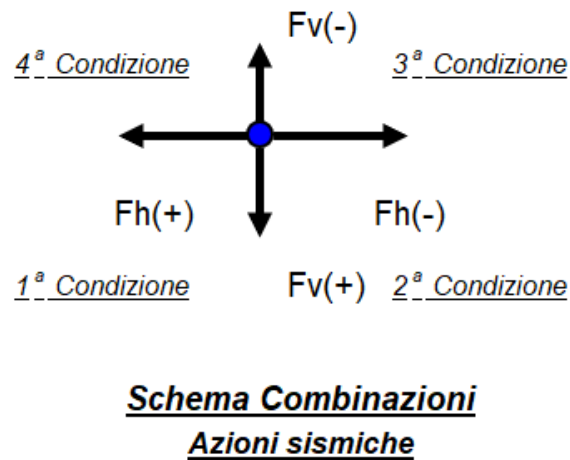 Fv(-)
4ª Condizione
3ª Condizione
Fh(+)
Fh(-)
1ª Condizione
Fv(+)
2ª Condizione
Schema Combinazioni
Azioni sismiche